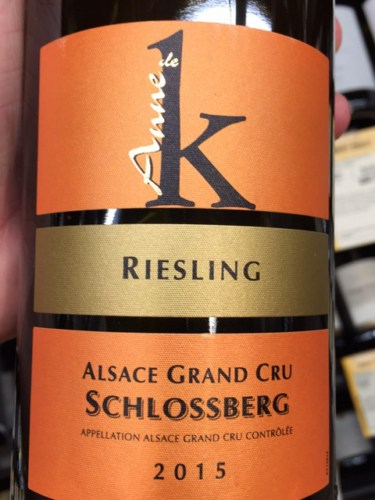 Anne de
k
RIESLING
ALSACE GRAND CRU
SCHLOSSBERG
APPELLATION ALSACE GRAND CRU CONTRÔLÉE
2015